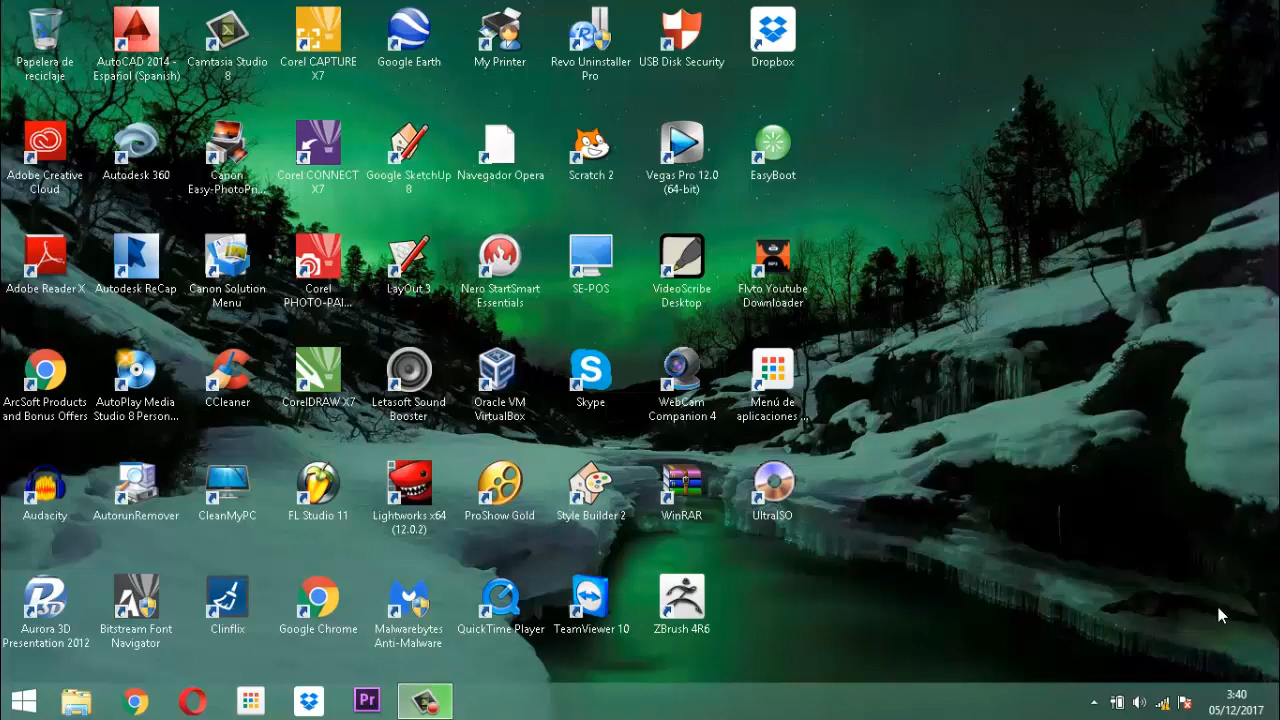 Papelera de
reciclaje
AutoCAD 2014 -
Español (Spanish)
Camtasia Studio
8
Corel CAPTURE
X7
Google Earth
My Printer
Revo Uninstaller
Pro
USB Disk Security
Dropbox
Adobe Creative
Cloud
Autodesk 360
Canon
Easy-PhotoPri...
Corel CONNECT
X7
Google SketchUp
8
Navegador Opera
Scratch 2
Vegas Pro 12.0
(64-bit)
EasyBoot
Adobe Reader X
Autodesk ReCap
Canon Solution
Menu
Corel
PHOTO-PAI...
LayOut 3
Nero StartSmart
Essentials
SE-POS
VideoScribe
Desktop
Flvto Youtube
Downloader
ArcSoft Products
and Bonus Offers
AutoPlay Media
Studio 8 Person...
CCleaner
CorelDRAW X7
Letasoft Sound
Booster
Oracle VM
VirtualBox
Skype
WebCam
Companion 4
Menú de
aplicaciones ...
Audacity
AutorunRemover
CleanMyPC
FL Studio 11
Lightworks x64
(12.0.2)
ProShow Gold
Style Builder 2
WinRAR
UltraISO
Aurora 3D
Presentation 2012
Bitstream Font
Navigator
Clinflix
Google Chrome
Malwarebytes
Anti-Malware
QuickTime Player
TeamViewer 10
ZBrush 4R6
Pr
3:40
05/12/2017